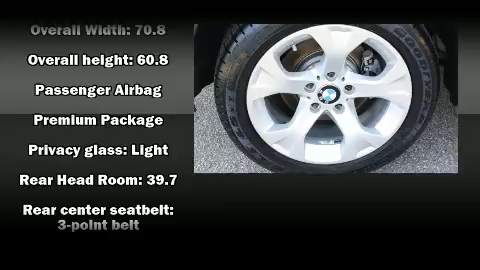 Overall Width: 70.8
Overall height: 60.8
Passenger Airbag
Premium Package
Privacy glass: Light
Rear Head Room: 39.7
Rear center seatbelt:
3-point belt
GOODYEAR